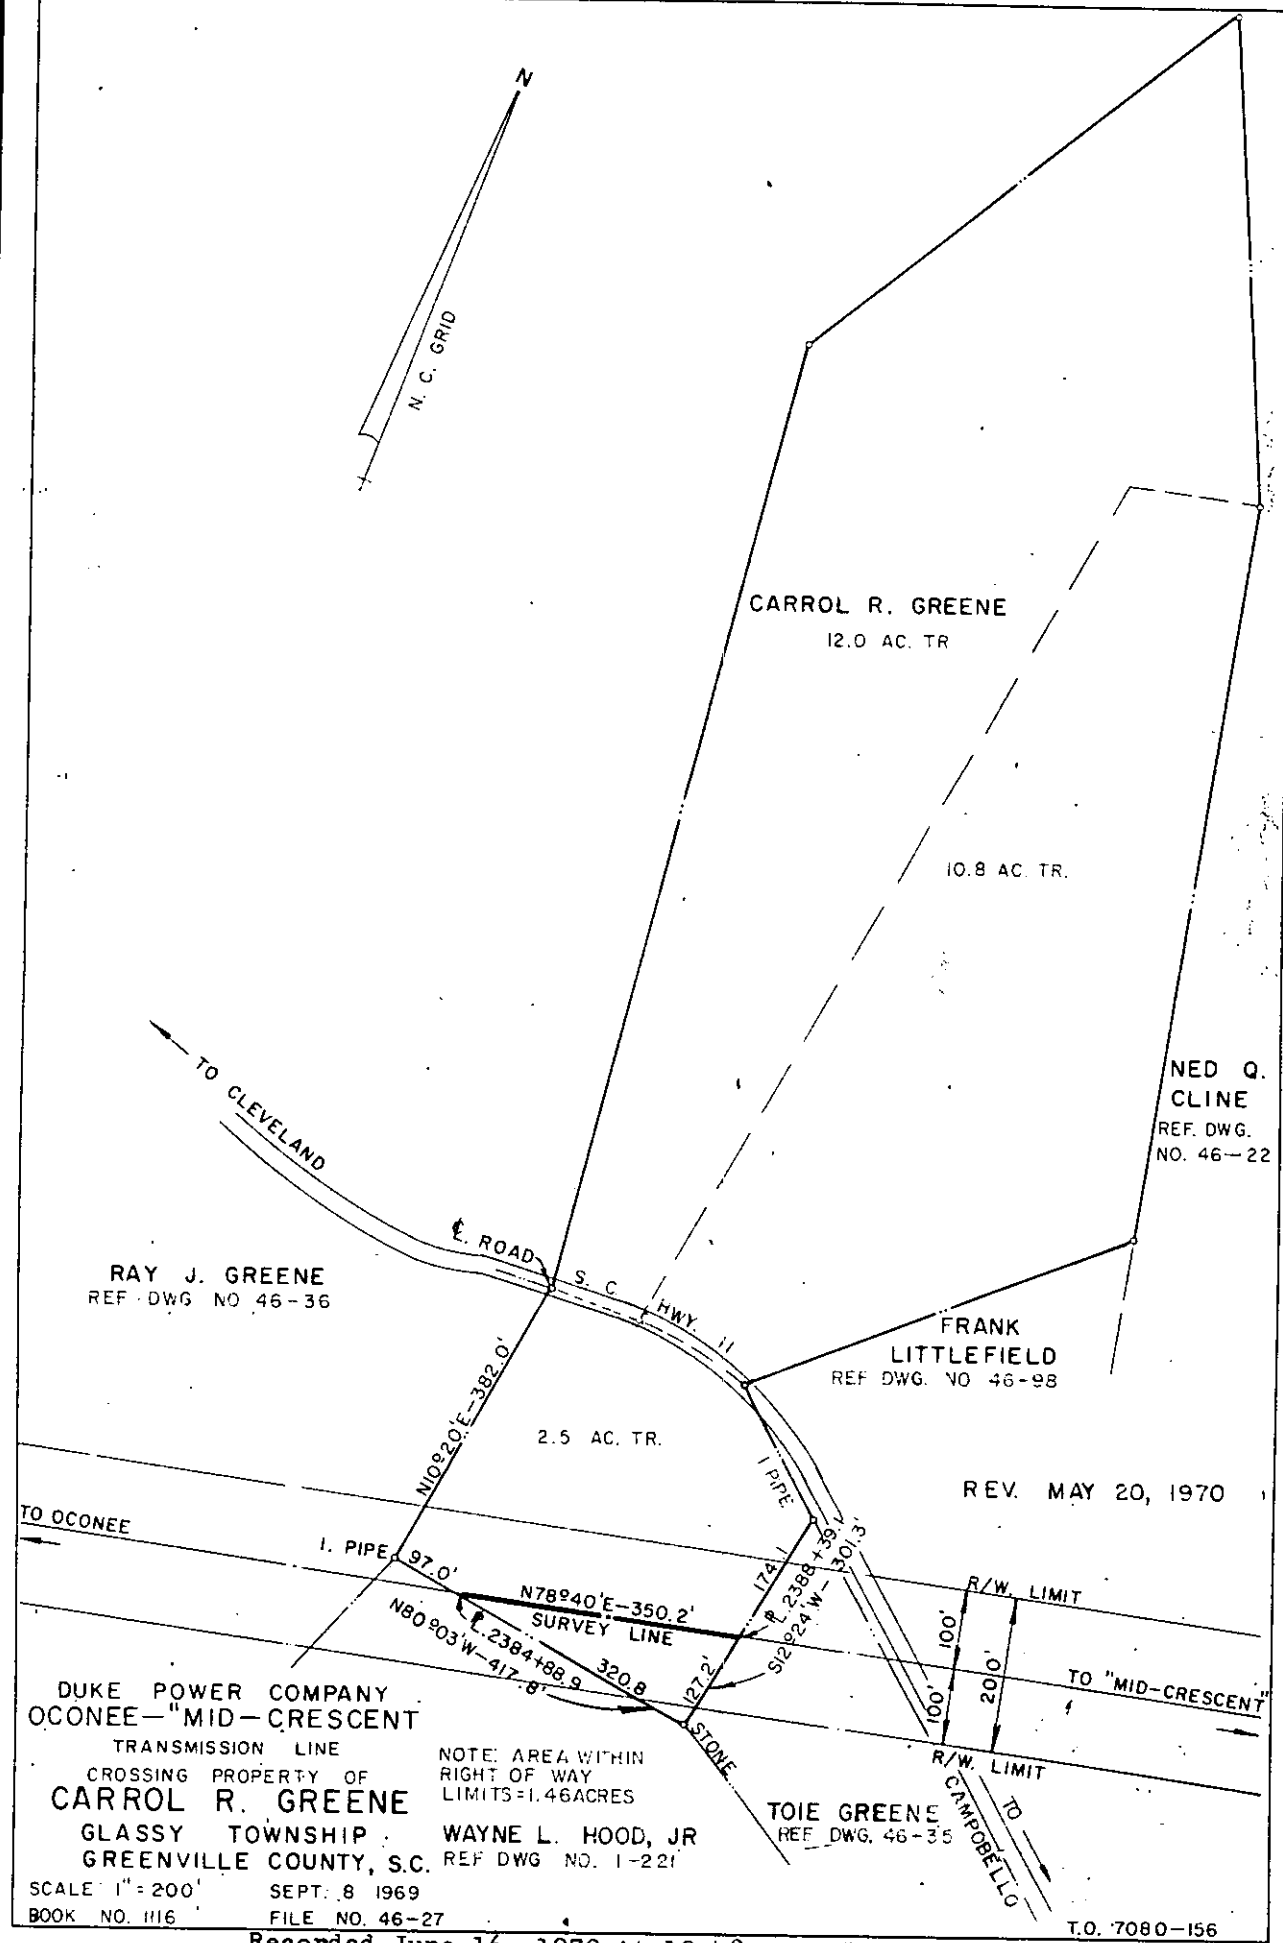 N
N. C. GRID
CARROL R. GREENE
12.0 AC. TR
10.8 AC. TR.
TO CLEVELAND
NED Q.
CLINE
REF. DWG.
NO. 46-22
℄. ROAD
S. C. HWY. 11
RAY J. GREENE
REF. DWG NO 46-36
FRANK
LITTLEFIELD
REF DWG. NO 46-98
N10°20'E-382.0'
2.5 AC. TR.
I PIPE
REV. MAY 20, 1970
TO OCONEE
I. PIPE
97.0'
174.1
℄. 2388+39.1
S12°24'W-301.3'
N78°40'E-350.2'
SURVEY LINE
℄. 2384+88.9
N80°03'W-417.8'
320.8
127.2'
STONE
R/W. LIMIT
100'
100'
200'
TO "MID-CRESCENT"
R/W. LIMIT
TO CAMPOBELLO
DUKE POWER COMPANY
OCONEE-"MID-CRESCENT
TRANSMISSION LINE
CROSSING PROPERTY OF
CARROL R. GREENE
GLASSY TOWNSHIP
GREENVILLE COUNTY, S.C.
NOTE: AREA WITHIN
RIGHT OF WAY
LIMITS=1.46ACRES
WAYNE L. HOOD, JR
REF DWG NO. 1-221
TOIE GREENE
REF DWG. 46-35
SCALE 1"=200' SEPT. 8 1969
BOOK NO. 1116 FILE NO. 46-27
T.O. 7080-156
Recorded June 16, 1970